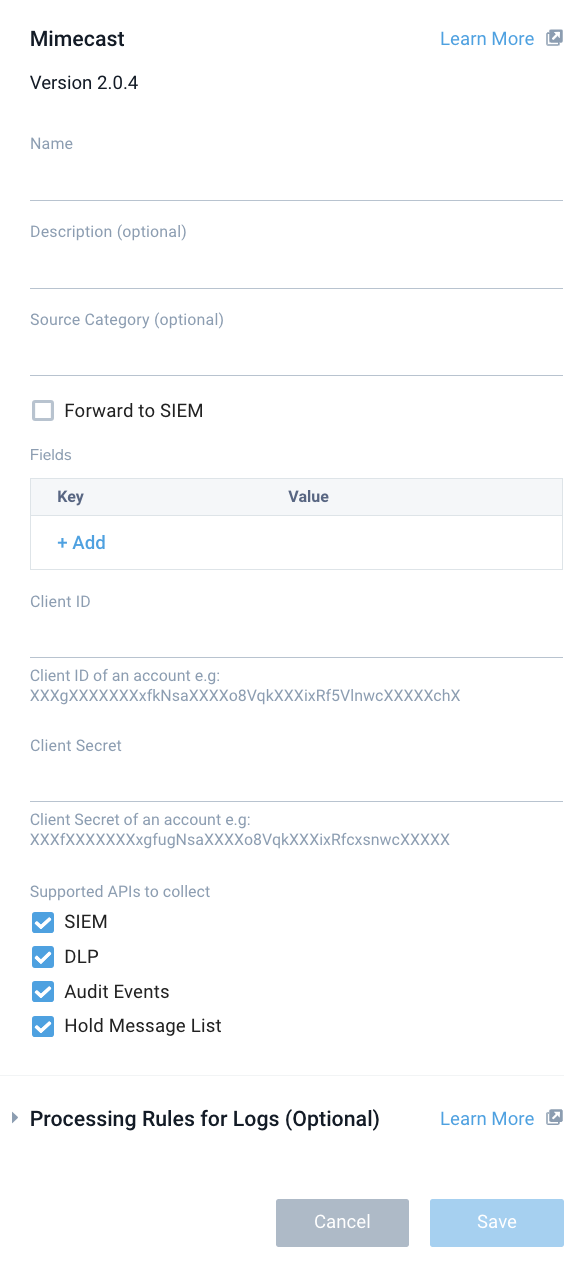 Mimecast Learn More
Version 2.0.4
Name
Description (optional)
Source Category (optional)
Forward to SIEM
Fields
Key Value
+ Add
Client ID
Client ID of an account e.g:
XXXgXXXXXXXxfkNsaXXXXo8VqkXXXixRf5VlnwcXXXXXchX
Client Secret
Client Secret of an account e.g:
XXXfXXXXXXXxgfugNsaXXXXo8VqkXXXixRfcxsnwcXXXXX
Supported APIs to collect
SIEM
DLP
Audit Events
Hold Message List
Processing Rules for Logs (Optional) Learn More
Cancel Save